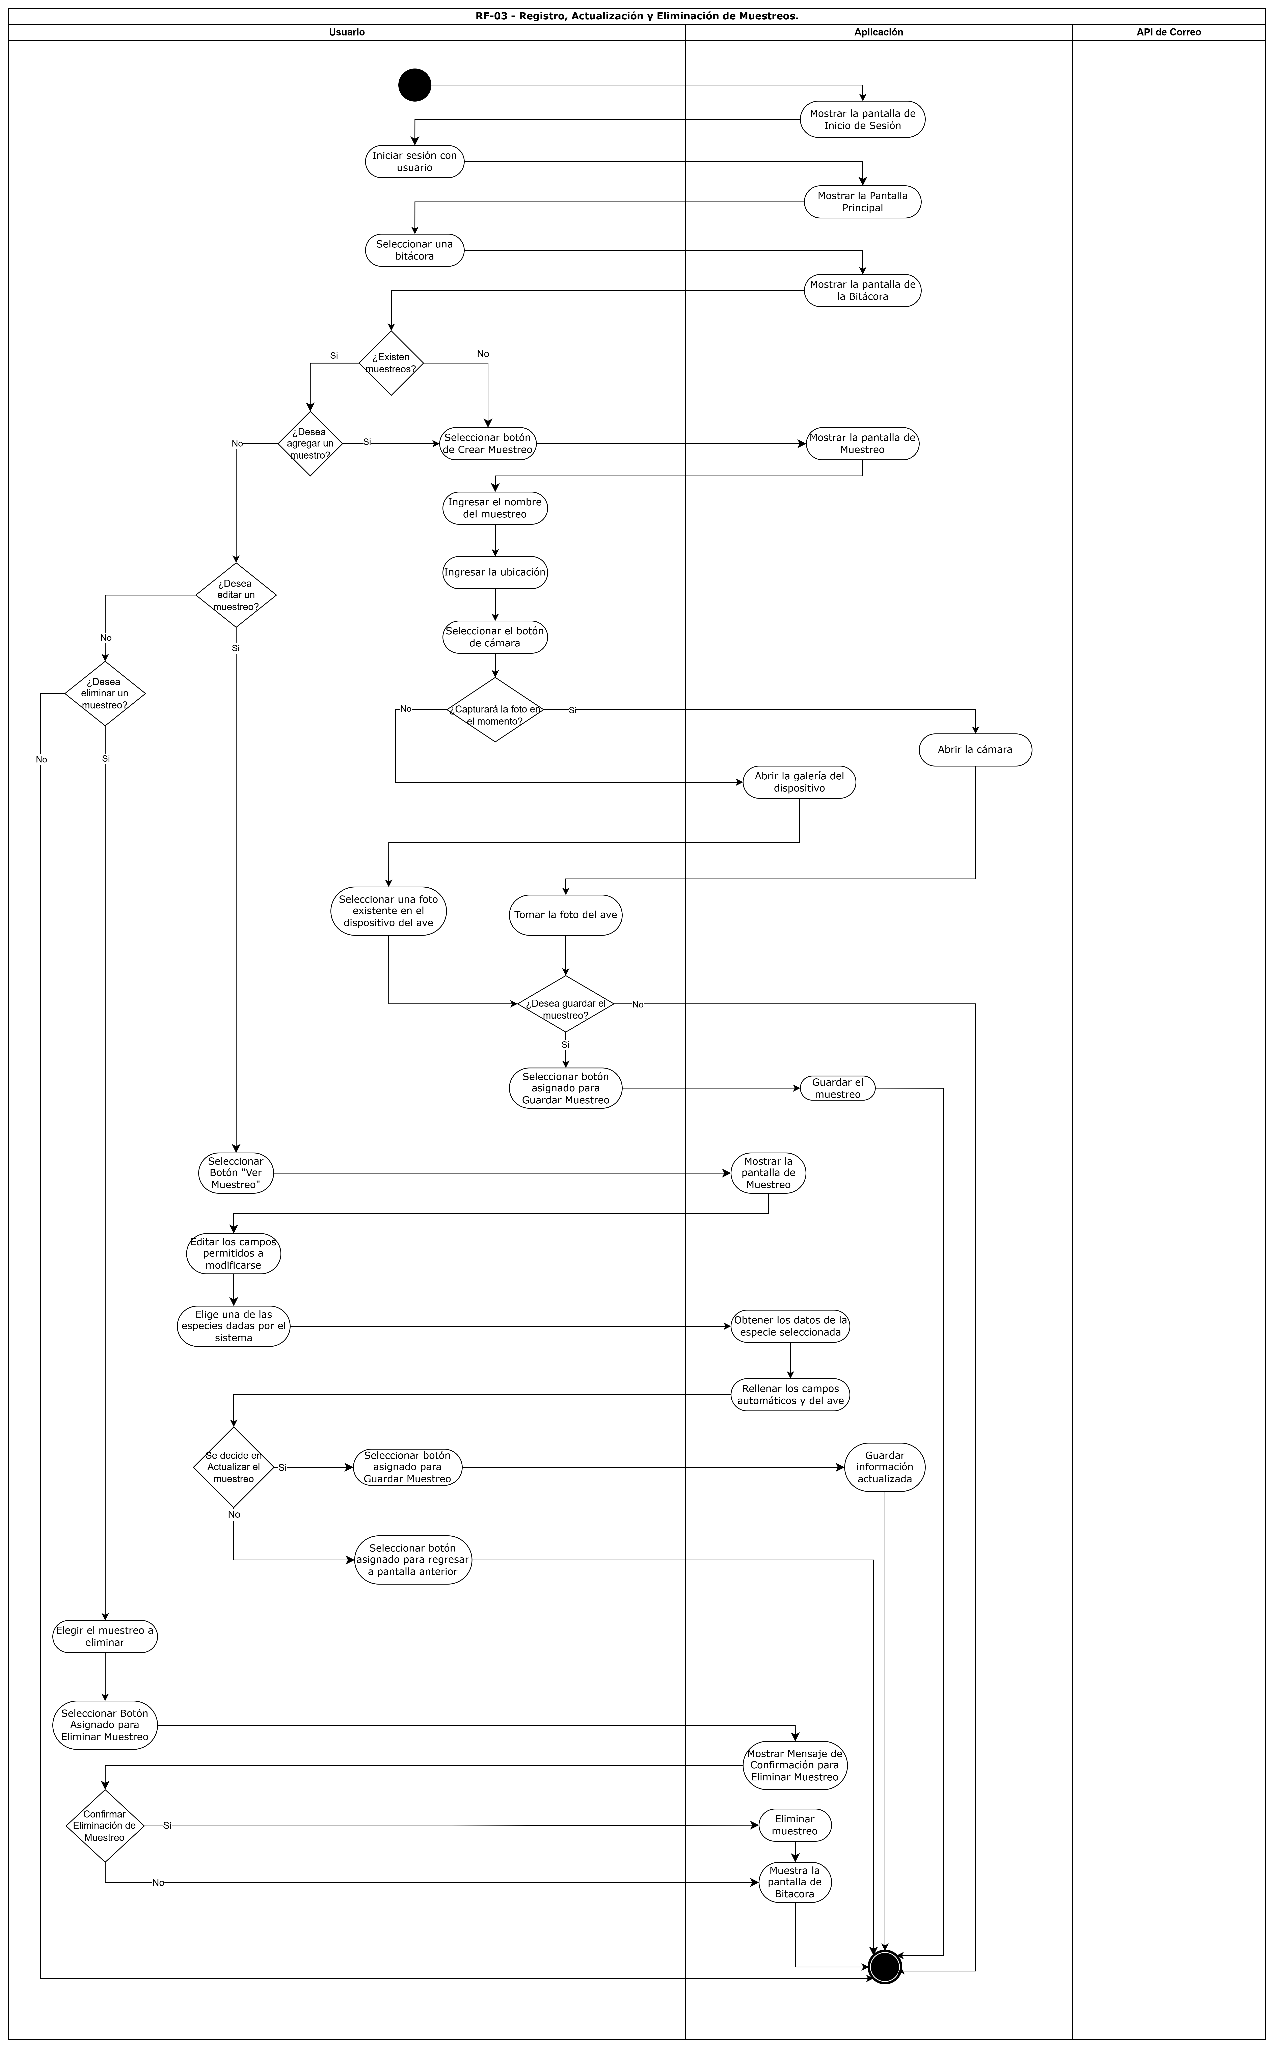 RF-03 - Registro, Actualización y Eliminación de Muestreos.
Usuario
Aplicación
API de Correo
Mostrar la pantalla de
Inicio de Sesión
Iniciar sesión con
usuario
Mostrar la Pantalla
Principal
Seleccionar una
bitácora
Mostrar la pantalla de
la Bitácora
¿Existen
muestreos?
Si
No
¿Desea
agregar un
muestro?
No
Si
Seleccionar botón
de Crear Muestreo
Mostrar la pantalla de
Muestreo
Ingresar el nombre
del muestreo
Ingresar la ubicación
¿Desea
editar un
muestreo?
No
Si
Seleccionar el botón
de cámara
¿Desea
eliminar un
muestreo?
No
Si
¿Capturará la foto en
el momento?
No
Si
Abrir la cámara
Abrir la galería del
dispositivo
Seleccionar una foto
existente en el
dispositivo del ave
Tomar la foto del ave
¿Desea guardar el
muestreo?
No
Si
Seleccionar botón
asignado para
Guardar Muestreo
Guardar el
muestreo
Seleccionar
Botón "Ver
Muestreo"
Mostrar la
pantalla de
Muestreo
Editar los campos
permitidos a
modificarse
Elige una de las
especies dadas por el
sistema
Obtener los datos de la
especie seleccionada
Rellenar los campos
automáticos y del ave
Se decide en
Actualizar el
muestreo
Si
No
Seleccionar botón
asignado para
Guardar Muestreo
Guardar
información
actualizada
Seleccionar botón
asignado para regresar
a pantalla anterior
Elegir el muestreo a
eliminar
Seleccionar Botón
Asignado para
Eliminar Muestreo
Mostrar Mensaje de
Confirmación para
Eliminar Muestreo
Confirmar
Eliminación de
Muestreo
Si
No
Eliminar
muestreo
Muestra la
pantalla de
Bitacora